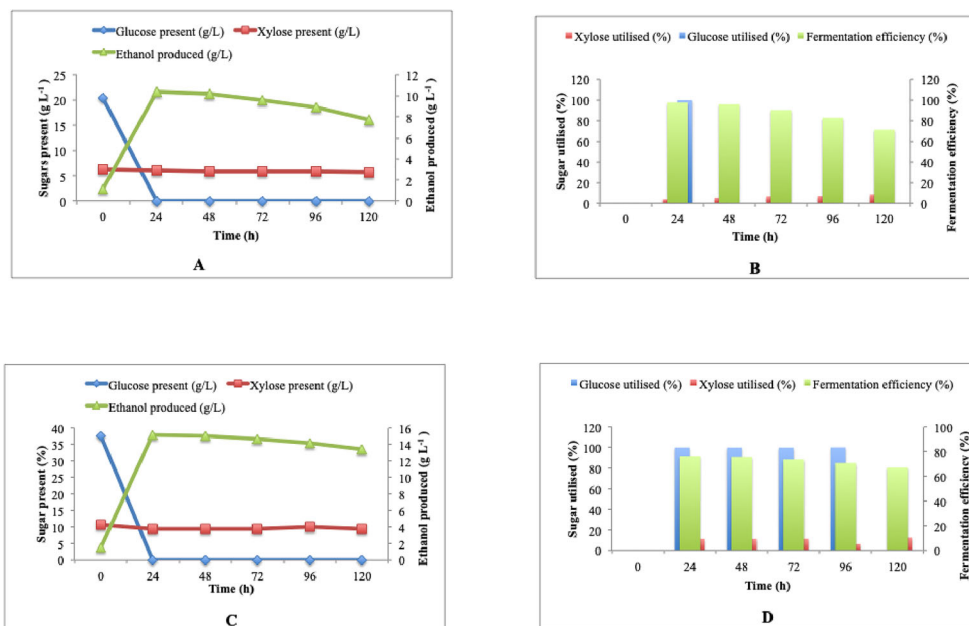 Glucose present (g/L) Xylose present (g/L)
Ethanol produced (g/L)
25 12
20 10
15 8
10 6
5 4
0 2
0
0 24 48 72 96 120
Sugars present (g L⁻¹)
Ethanol produced (g L⁻¹)
Time (h)
A
Xylose utilised (%) Glucose utilised (%) Fermentation efficiency (%)
120 120
100 100
80 80
60 60
40 40
20 20
0 0
0 24 48 72 96 120
Sugar utilised (%)
Fermentation efficiency (%)
Time (h)
B
Glucose present (g/L) Xylose present (g/L)
Ethanol produced (g/L)
40 16
35 14
30 12
25 10
20 8
15 6
10 4
5 2
0 0
0 24 48 72 96 120
Sugar present (%)
Ethanol produced (g L⁻¹)
Time (h)
C
Glucose utilised (%) Xylose utilised (%) Fermentation efficiency (%)
120 100
100 80
80 60
60 40
40 20
20 0
0
0 24 48 72 96 120
Sugar utilised (%)
Fermentation efficiency (%)
Time (h)
D